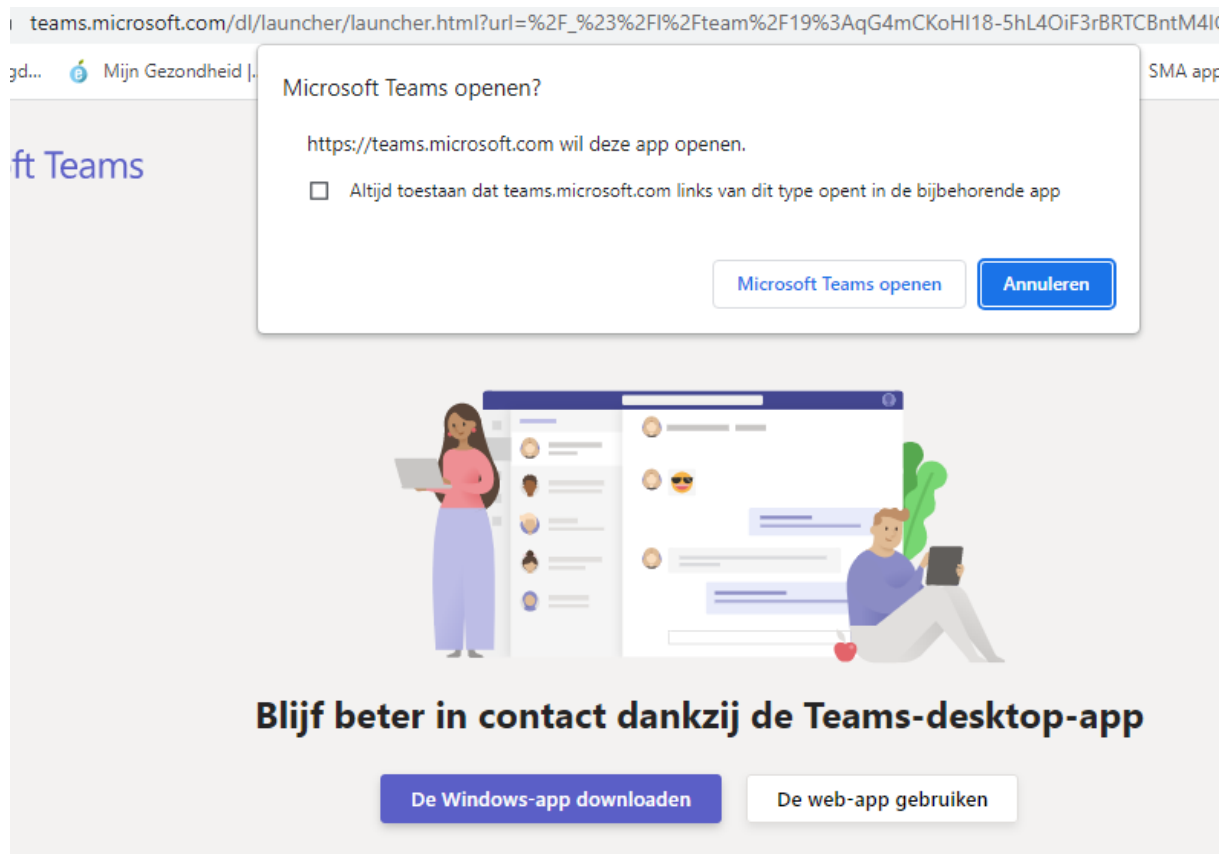 teams.microsoft.com/dl/launcher/launcher.html?url=%2F_%23%2Fl%2Fteam%2F19%3AqG4mCKoHI18-5hL4OiF3rBRTCBntM4I
gd... Mijn Gezondheid |.. SMA app
Microsoft Teams openen?
https://teams.microsoft.com wil deze app openen.
ft Teams
Altijd toestaan dat teams.microsoft.com links van dit type opent in de bijbehorende app
Microsoft Teams openen Annuleren
Blijf beter in contact dankzij de Teams-desktop-app
De Windows-app downloaden De web-app gebruiken